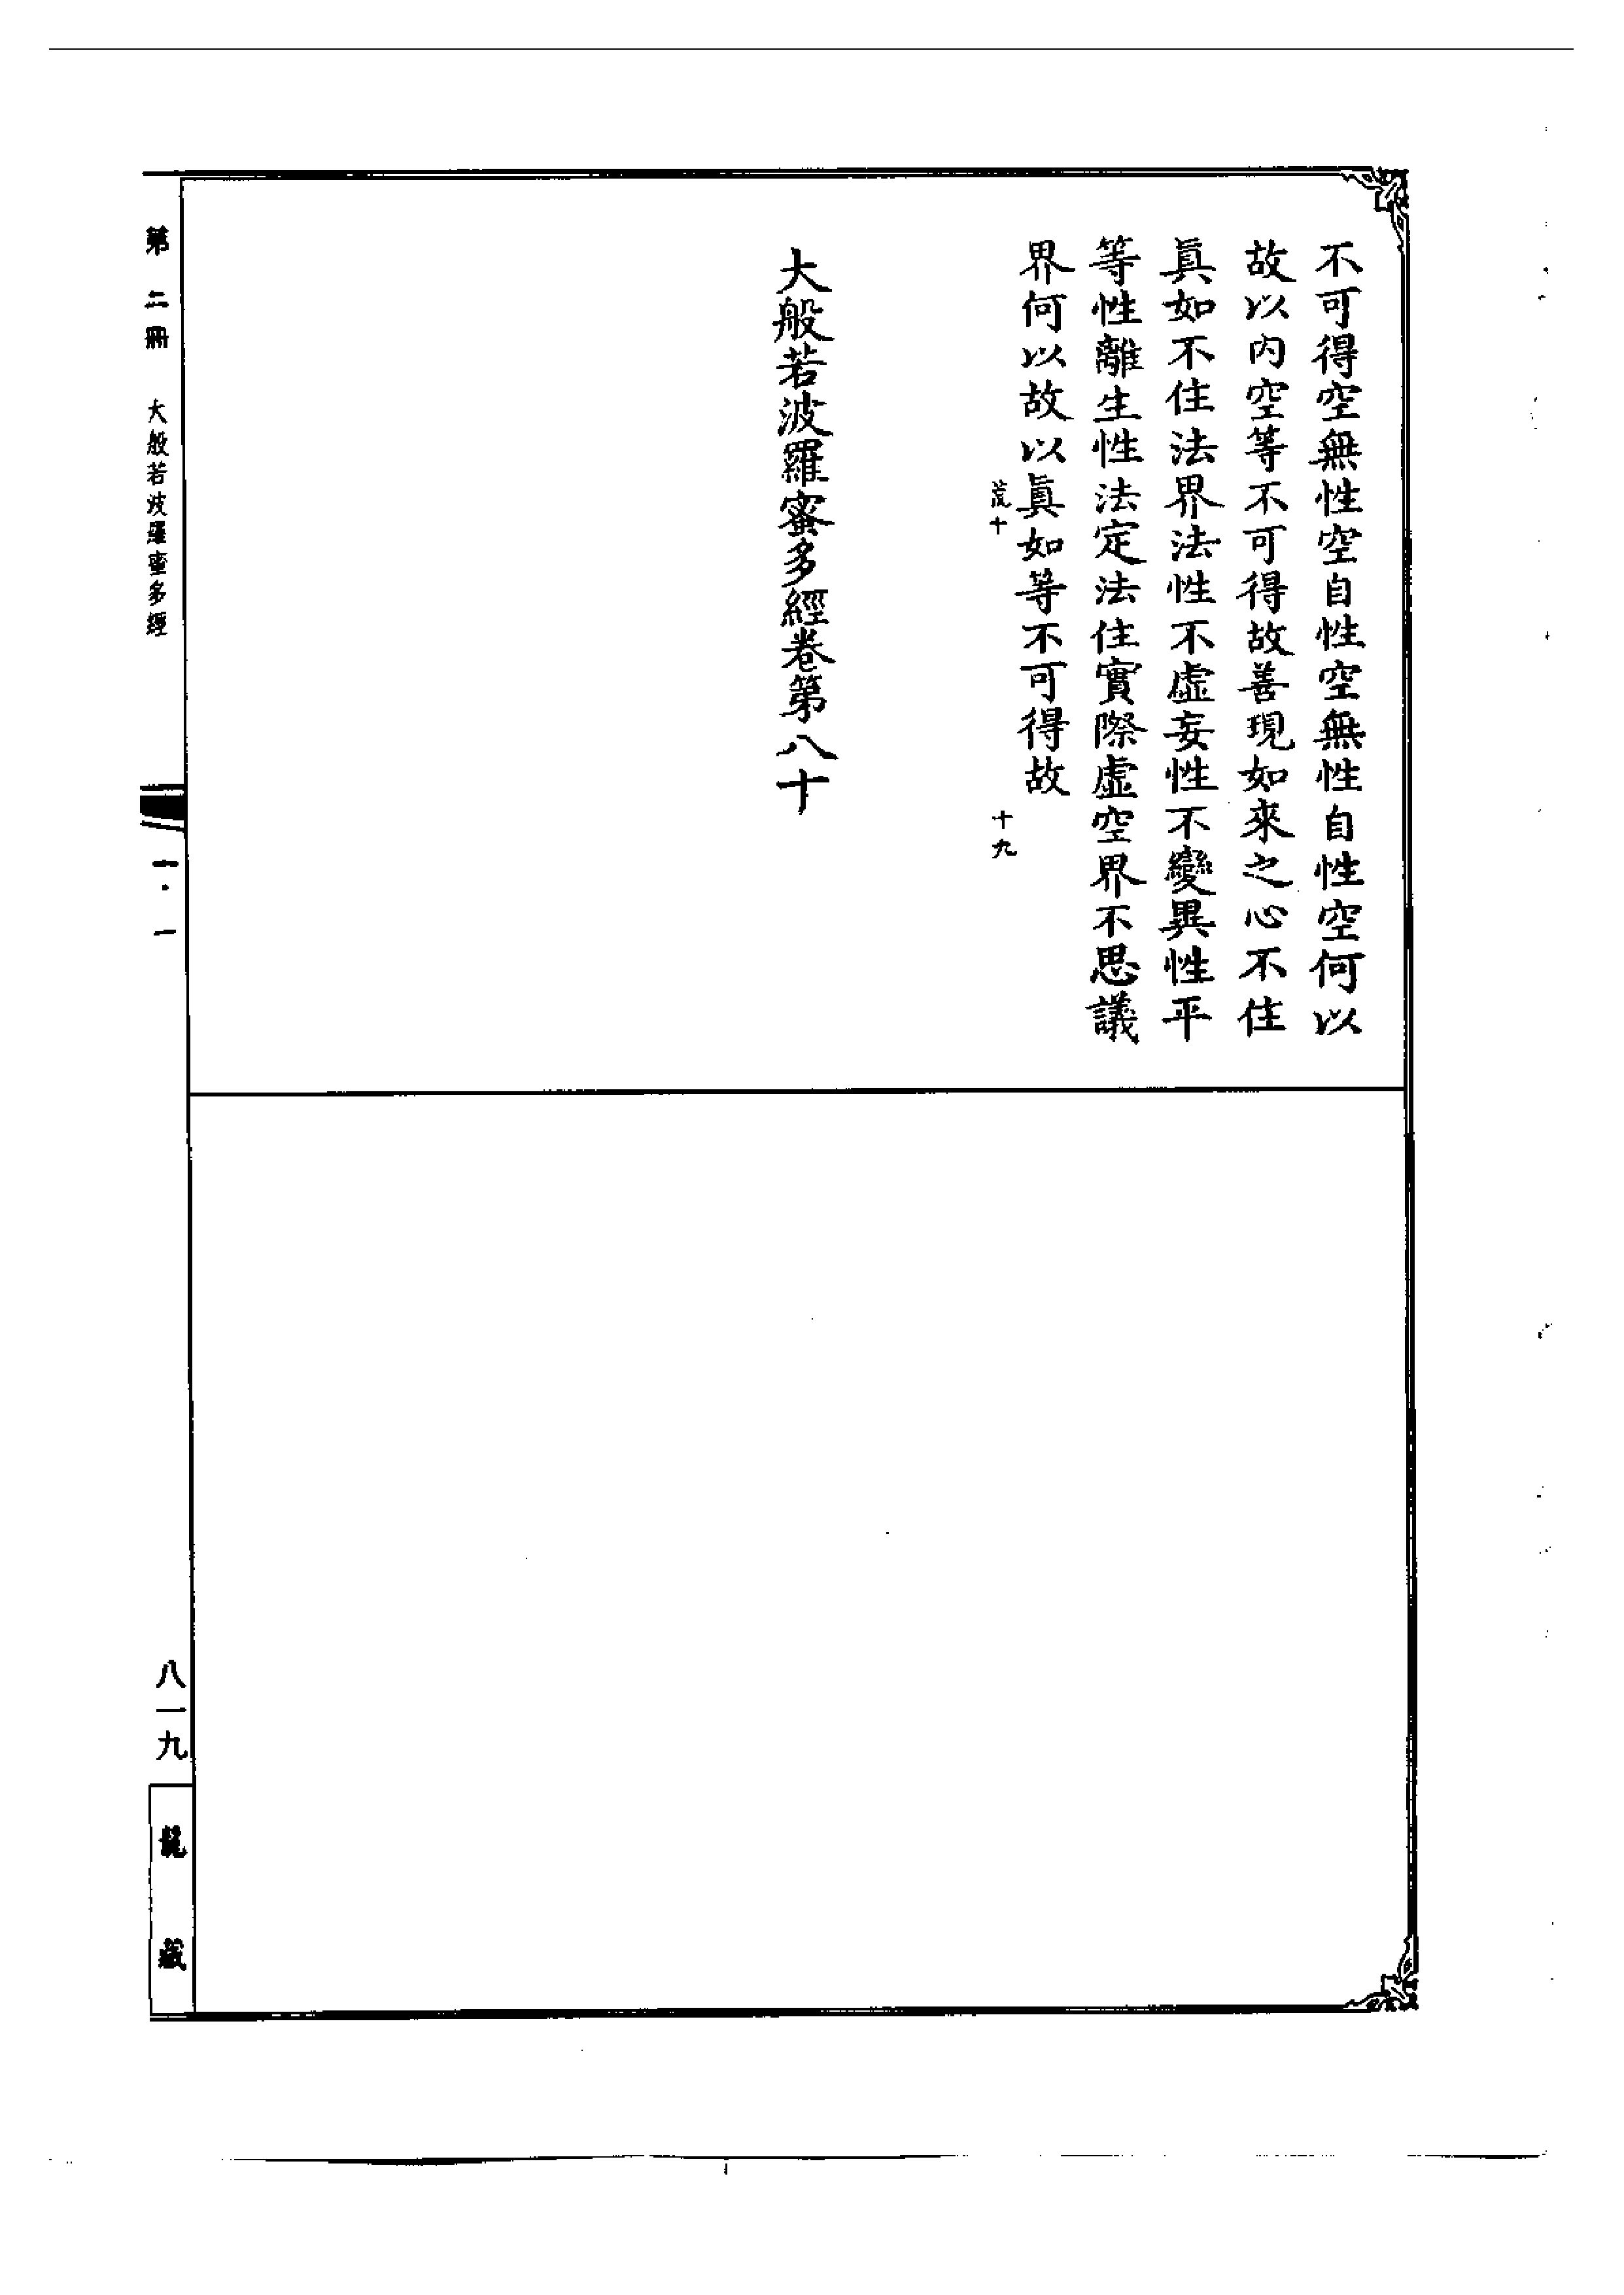 不可得空無性空自性空無性自性空何以
故以內空等不可得故善現如來之心不住
真如不住法界法性不虛妄性不變異性平
等性離生性法定法住實際虛空界不思議
界何以故以真如等不可得故
荒十
十九
大般若波羅蜜多經卷第八十
第二冊
大般若波羅蜜多經
一
八一九
龍藏